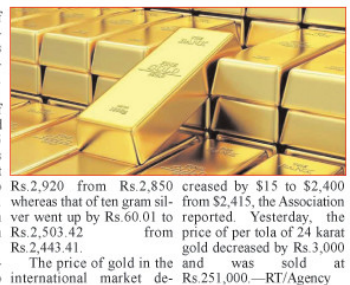 Rs.2,920 from Rs.2,850
whereas that of ten gram sil-
ver went up by Rs.60.01 to
Rs.2,503.42 from
Rs.2,443.41.
The price of gold in the
international market de-
creased by $15 to $2,400
from $2,415, the Association
reported. Yesterday, the
price of per tola of 24 karat
gold decreased by Rs.3,000
and was sold at
Rs.251,000.—RT/Agency